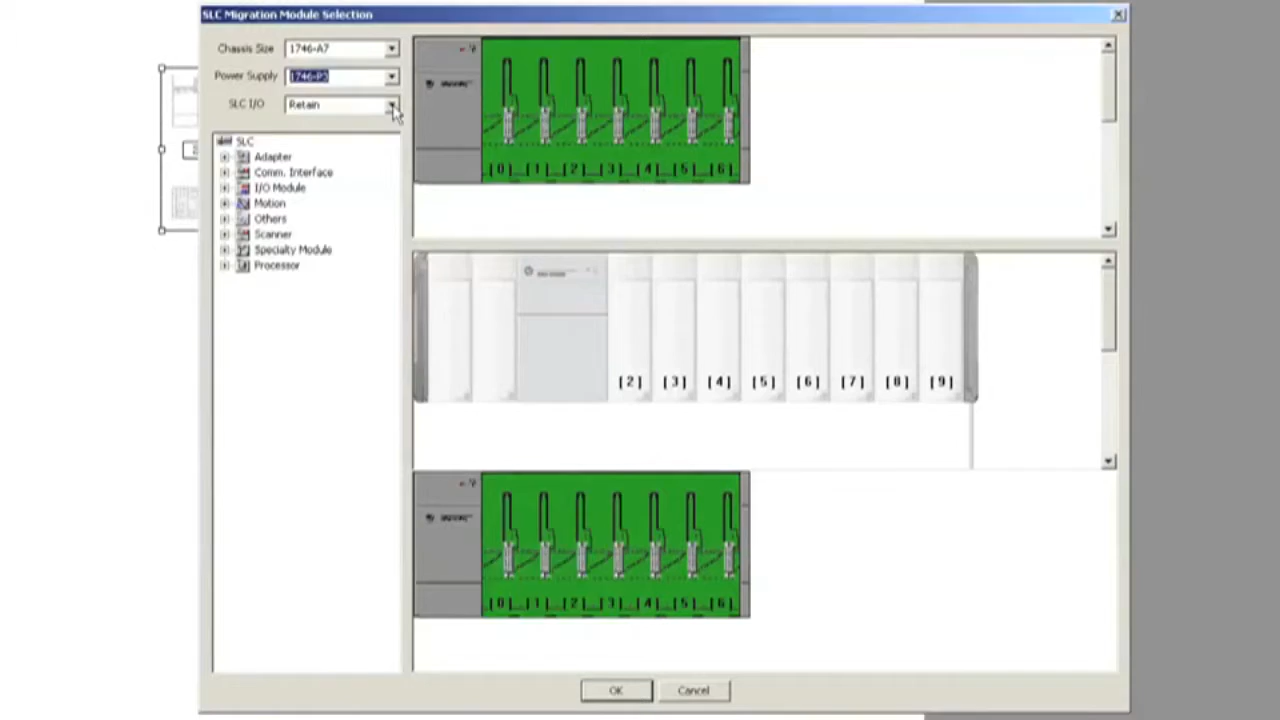 SLC Migration Module Selection
Chassis Size 1746-A7
Power Supply 1746-P3
SLC I/O Retain
SLC
Adapter
Comm. Interface
I/O Module
Motion
Others
Scanner
Specialty Module
Processor
[0] [1] [2] [3] [4] [5] [6]
[2] [3] [4] [5] [6] [7] [8] [9]
[0] [1] [2] [3] [4] [5] [6]
OK Cancel